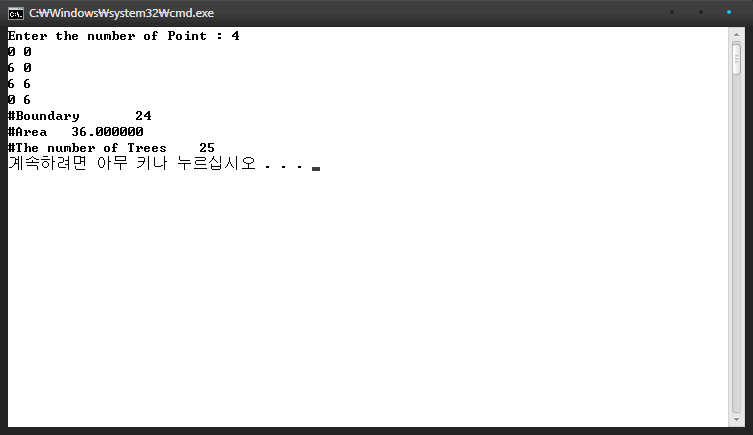 C:₩Windows₩system32₩cmd.exe
Enter the number of Point : 4
0 0
6 0
6 6
0 6
#Boundary       24
#Area   36.000000
#The number of Trees    25
계속하려면 아무 키나 누르십시오 . . .